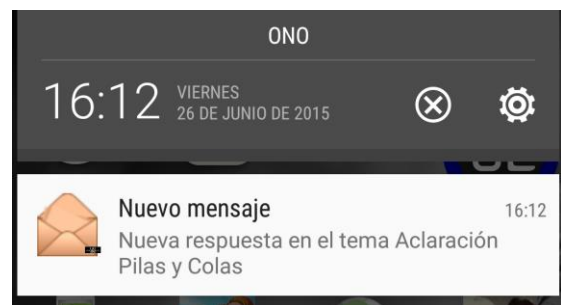 ONO
16:12
VIERNES
26 DE JUNIO DE 2015
Nuevo mensaje
16:12
Nueva respuesta en el tema Aclaración
Pilas y Colas